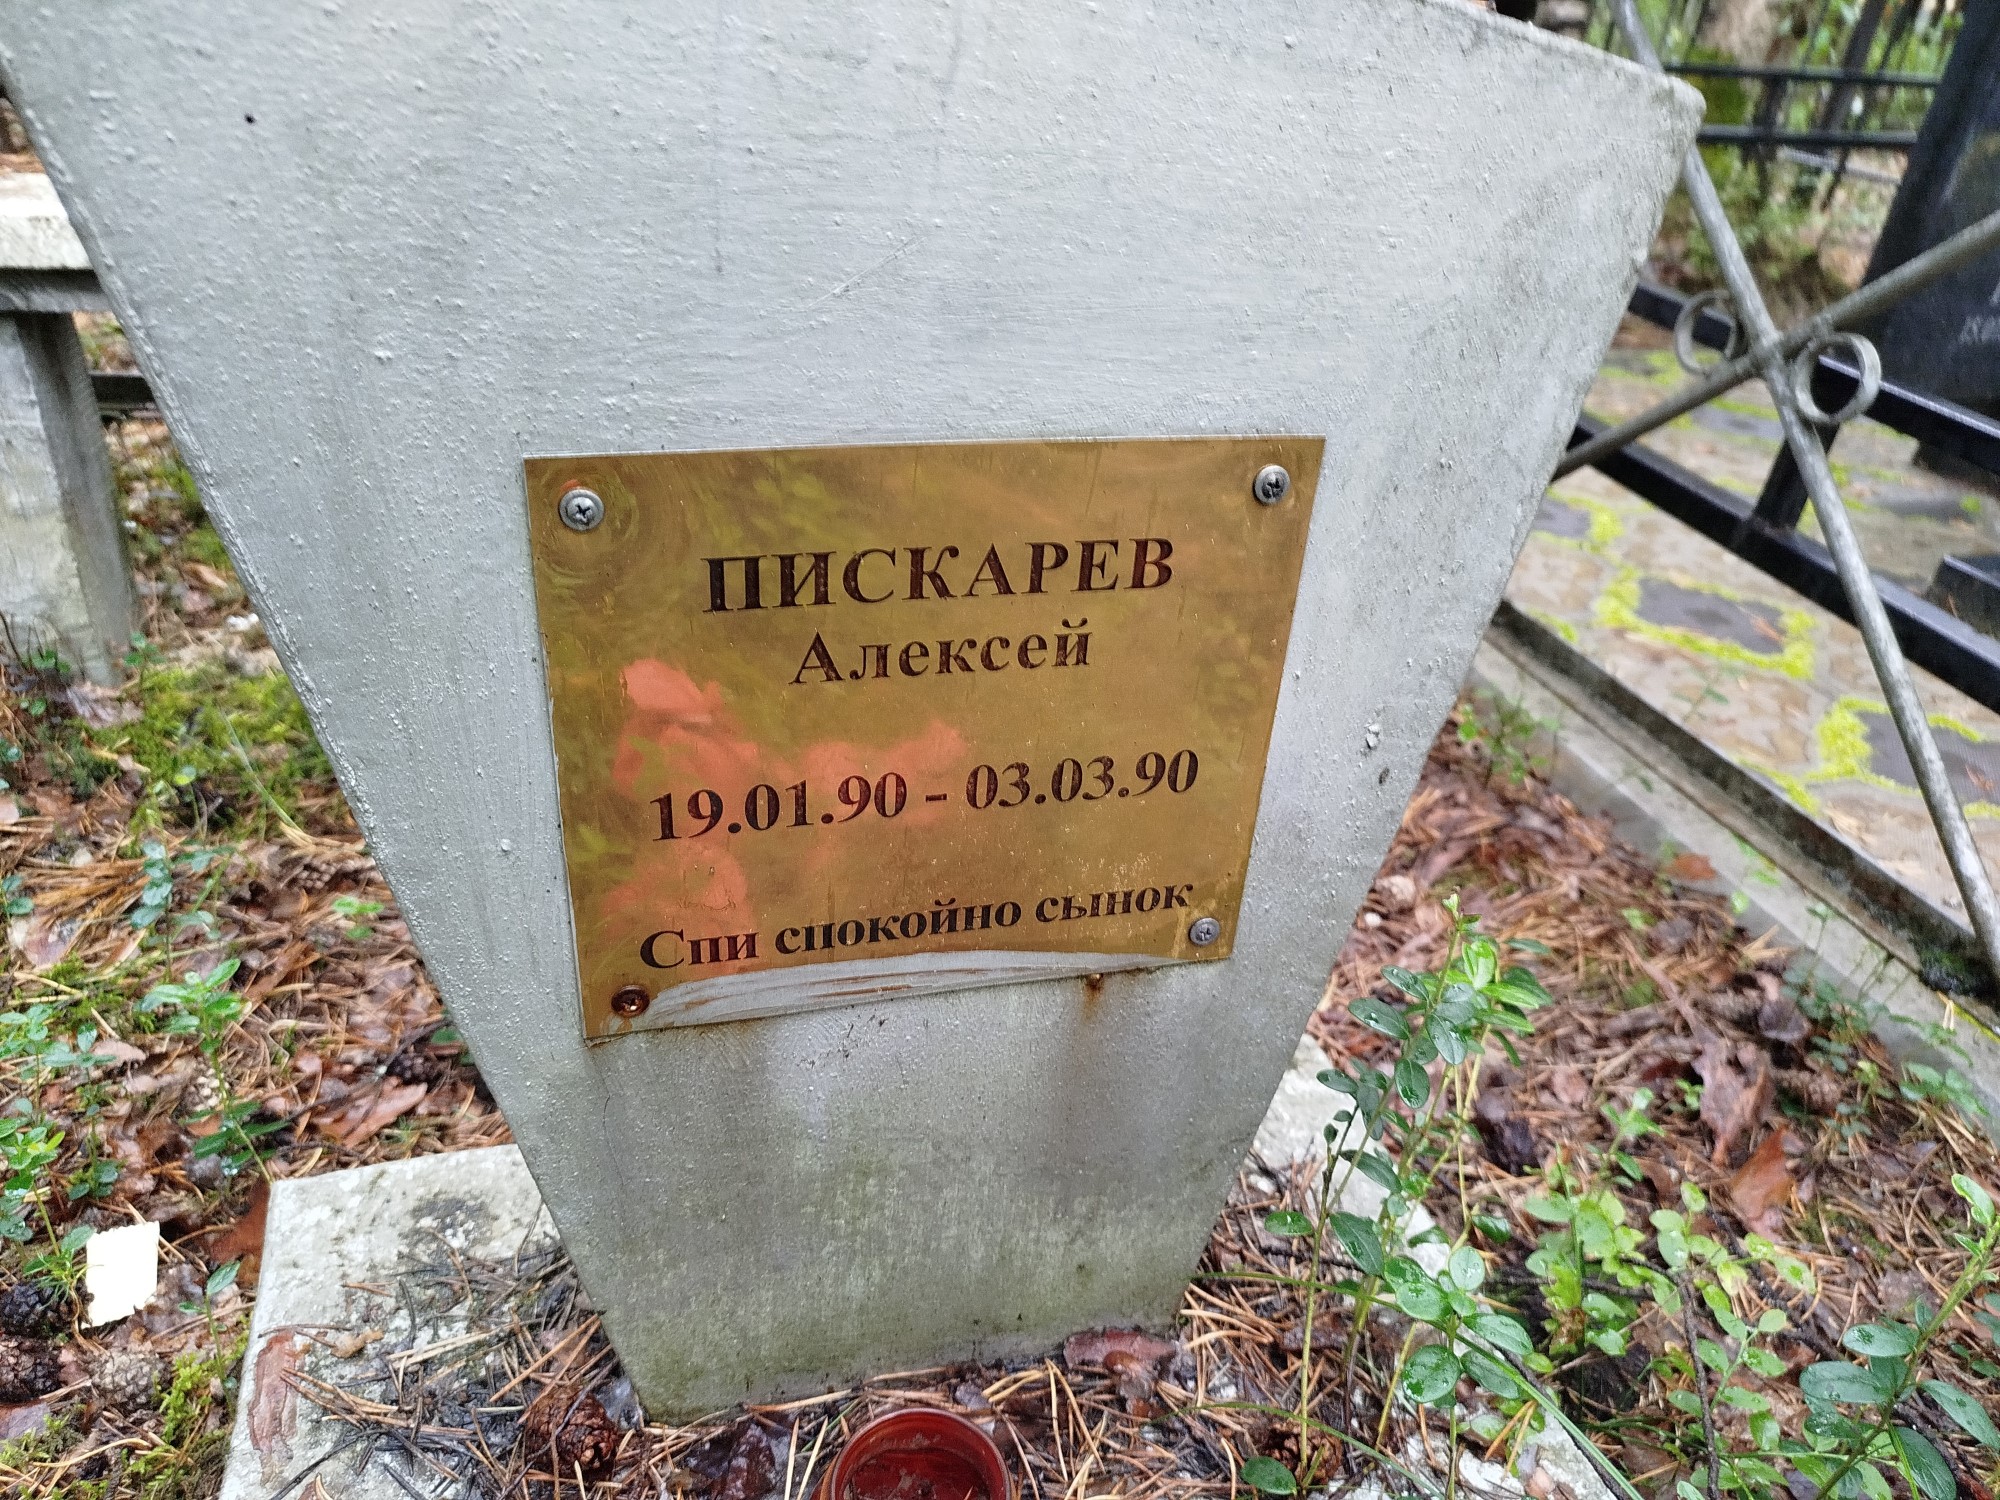 ПИСКАРЕВ
Алексей
19.01.90 - 03.03.90
Спи спокойно сынок